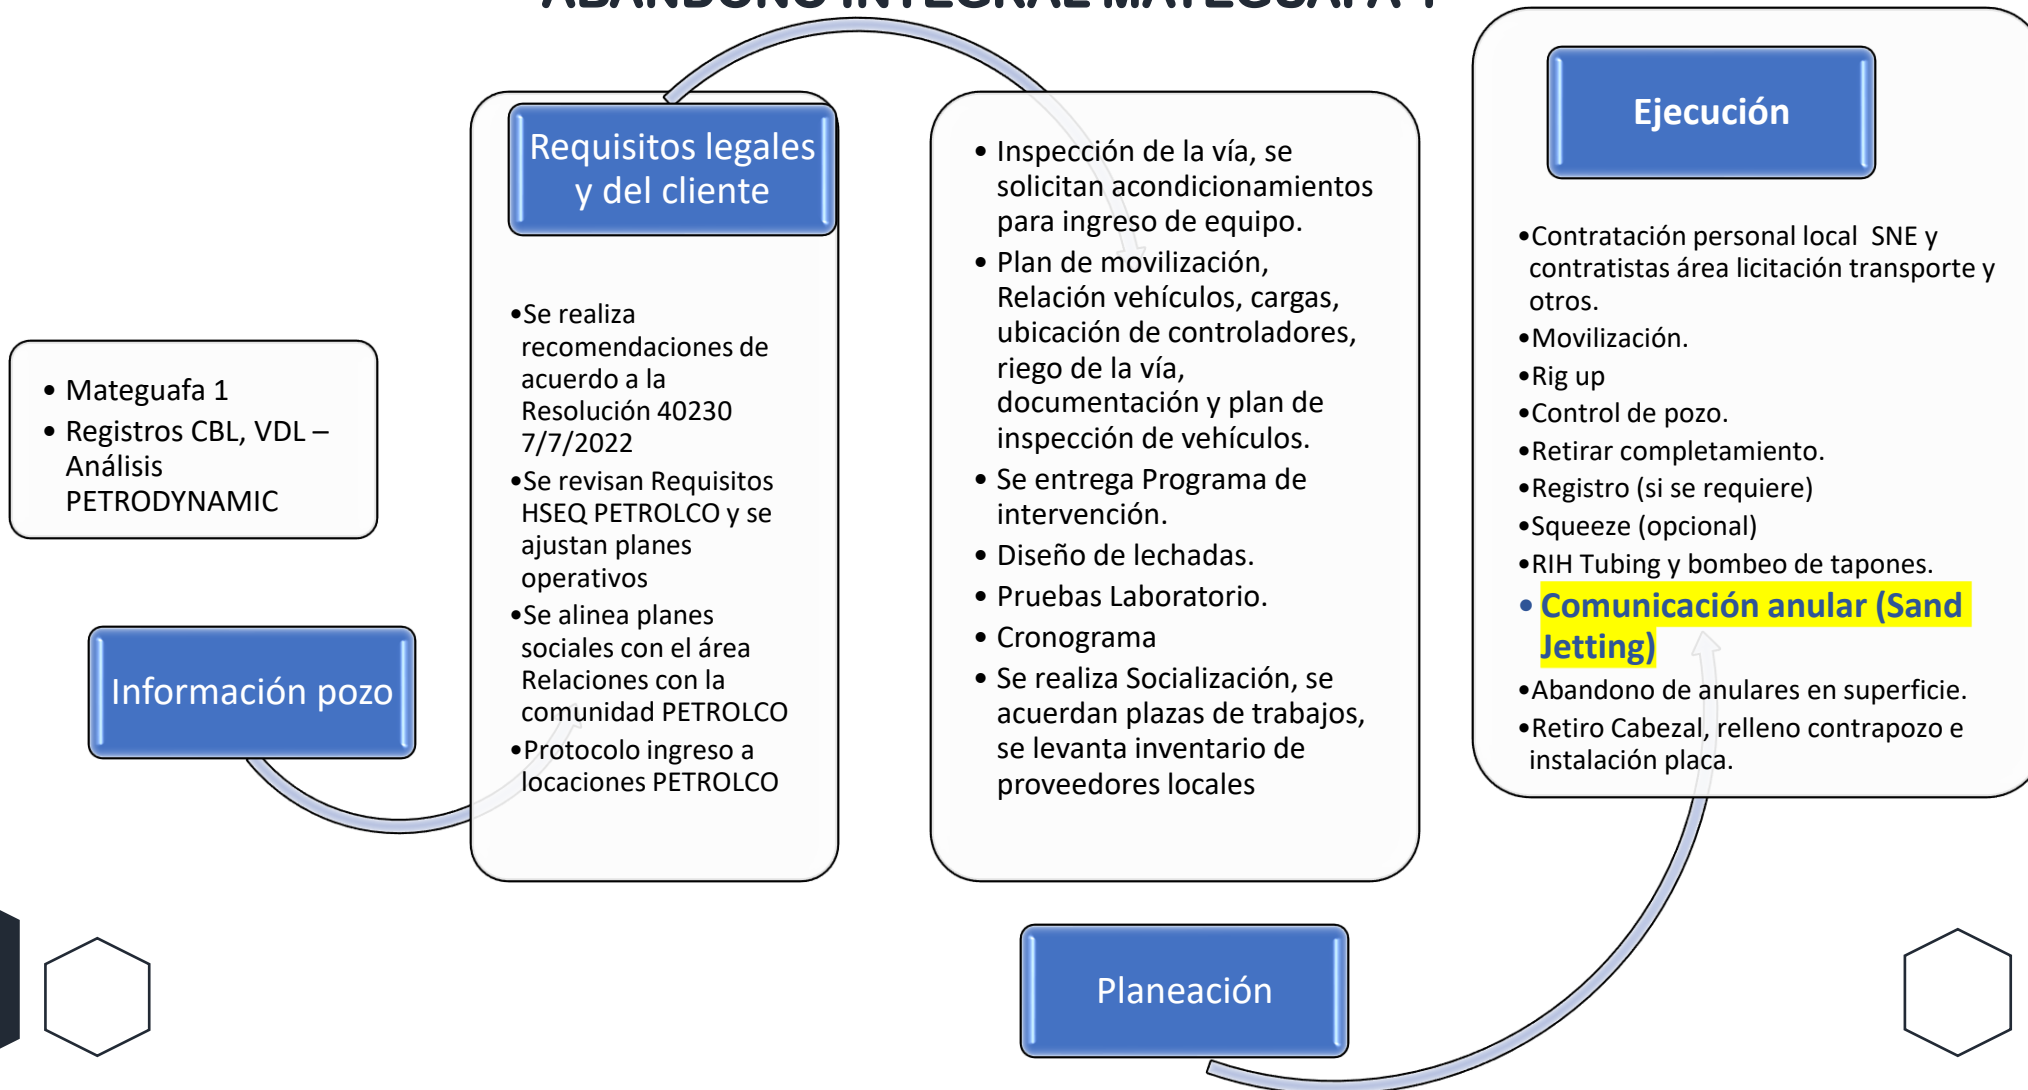 ABANDONO INTEGRAL MATEGUAFA 1
• Mateguafa 1
• Registros CBL, VDL –
Análisis
PETRODYNAMIC
Información pozo
Requisitos legales
y del cliente
•Se realiza
recomendaciones de
acuerdo a la
Resolución 40230
7/7/2022
•Se revisan Requisitos
HSEQ PETROLCO y se
ajustan planes
operativos
•Se alinea planes
sociales con el área
Relaciones con la
comunidad PETROLCO
•Protocolo ingreso a
locaciones PETROLCO
• Inspección de la vía, se
solicitan acondicionamientos
para ingreso de equipo.
• Plan de movilización,
Relación vehículos, cargas,
ubicación de controladores,
riego de la vía,
documentación y plan de
inspección de vehículos.
• Se entrega Programa de
intervención.
• Diseño de lechadas.
• Pruebas Laboratorio.
• Cronograma
• Se realiza Socialización, se
acuerdan plazas de trabajos,
se levanta inventario de
proveedores locales
Planeación
Ejecución
•Contratación personal local SNE y
contratistas área licitación transporte y
otros.
•Movilización.
•Rig up
•Control de pozo.
•Retirar completamiento.
•Registro (si se requiere)
•Squeeze (opcional)
•RIH Tubing y bombeo de tapones.
• Comunicación anular (Sand
Jetting)
•Abandono de anulares en superficie.
•Retiro Cabezal, relleno contrapozo e
instalación placa.